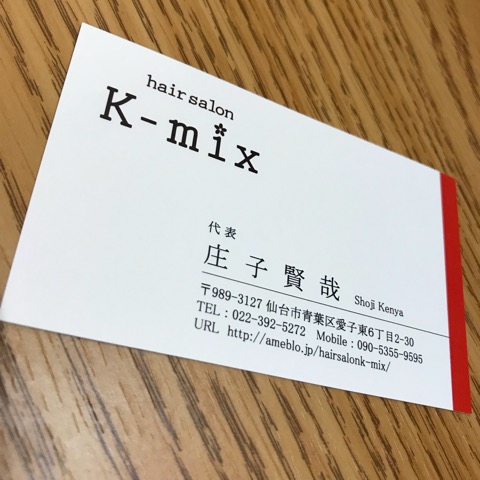 hair salon
K-mix
代表
庄子賢哉 Shoji Kenya
〒989-3127 仙台市青葉区愛子東6丁目2-30
TEL：022-392-5272 Mobile：090-5355-9595
URL http://ameblo.jp/hairsalonk-mix/